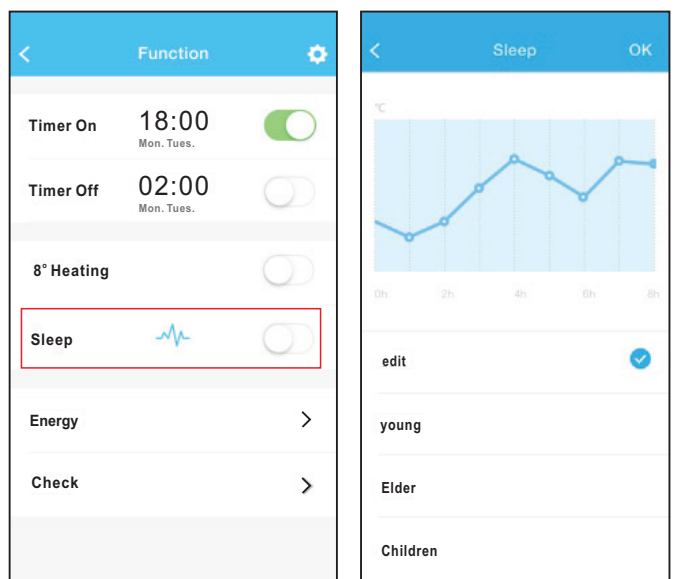 Function
Timer On 18:00
Mon. Tues.
Timer Off 02:00
Mon. Tues.
8° Heating
Sleep
Energy
Check
Sleep OK
°C
0h 2h 4h 6h 8h
edit
young
Elder
Children